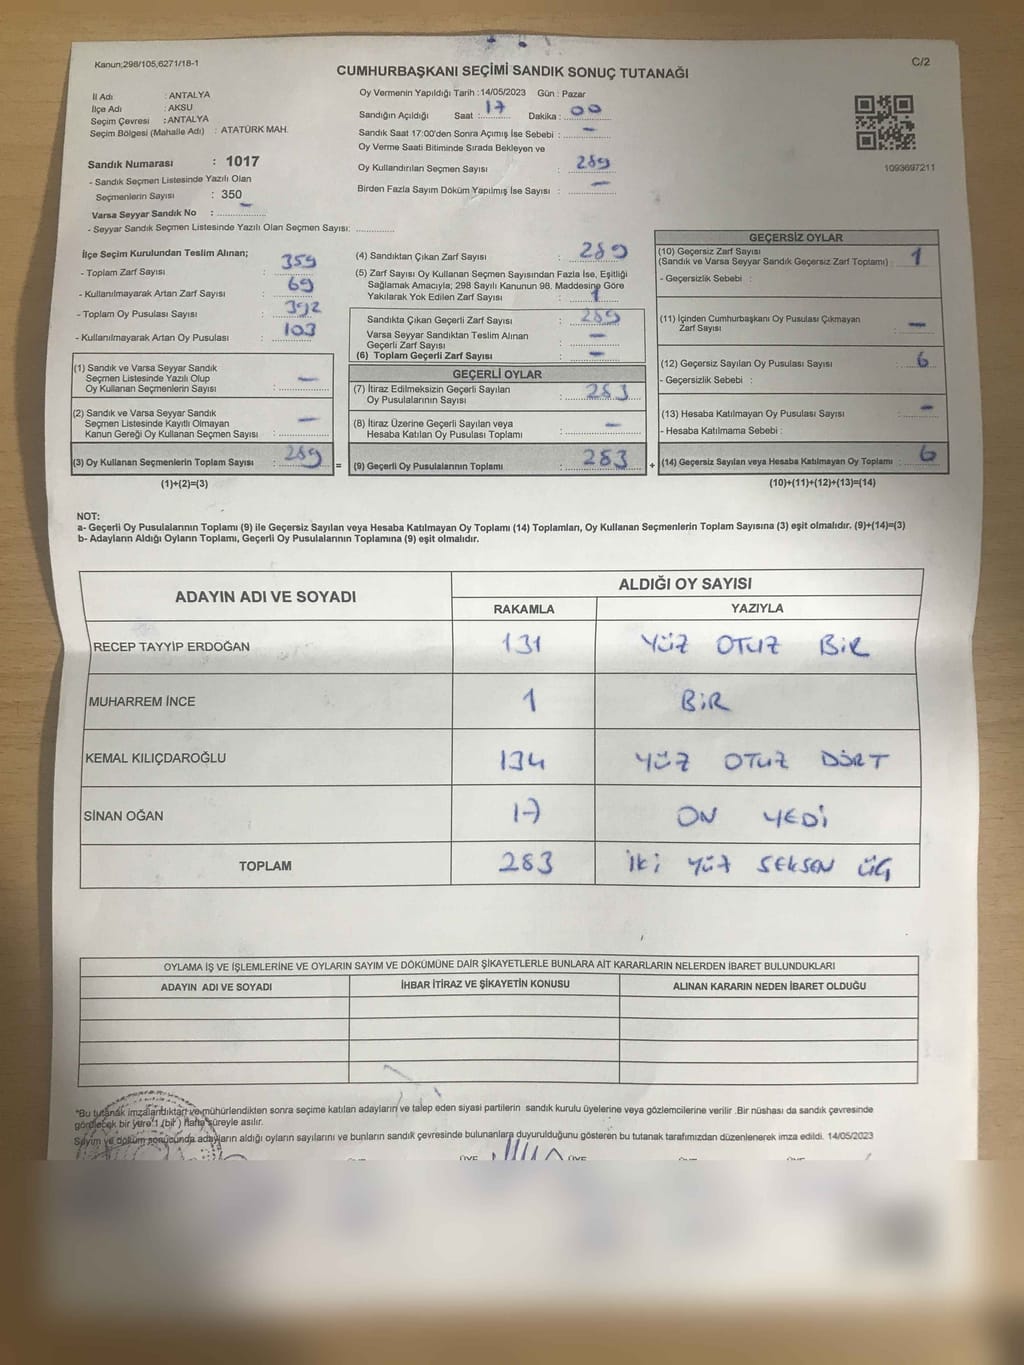 Kanun;298/105,6271/18-1
C/2
CUMHURBAŞKANI SEÇİMİ SANDIK SONUÇ TUTANAĞI
İl Adı : ANTALYA
İlçe Adı : AKSU
Seçim Çevresi : ANTALYA
Seçim Bölgesi (Mahalle Adı) : ATATÜRK MAH.
Sandık Numarası : 1017
- Sandık Seçmen Listesinde Yazılı Olan
Seçmenlerin Sayısı : 350
Varsa Seyyar Sandık No : –
- Seyyar Sandık Seçmen Listesinde Yazılı Olan Seçmen Sayısı:
Oy Vermenin Yapıldığı Tarih :14/05/2023 Gün : Pazar
Sandığın Açıldığı Saat : 17 Dakika : 00
Sandık Saat 17:00'den Sonra Açımış İse Sebebi : –
Oy Verme Saati Bitiminde Sırada Bekleyen ve
Oy Kullandırılan Seçmen Sayısı : 289
Birden Fazla Sayım Döküm Yapılmış İse Sayısı : –
1093697211
İlçe Seçim Kurulundan Teslim Alınan;
- Toplam Zarf Sayısı : 359
- Kullanılmayarak Artan Zarf Sayısı : 69
- Toplam Oy Pusulası Sayısı : 392
- Kullanılmayarak Artan Oy Pusulası : 103
(1) Sandık ve Varsa Seyyar Sandık
Seçmen Listesinde Yazılı Olup
Oy Kullanan Seçmenlerin Sayısı : –
(2) Sandık ve Varsa Seyyar Sandık
Seçmen Listesinde Kayıtlı Olmayan
Kanun Gereği Oy Kullanan Seçmen Sayısı : –
(3) Oy Kullanan Seçmenlerin Toplam Sayısı : 289 =
(1)+(2)=(3)
(4) Sandıktan Çıkan Zarf Sayısı : 289
(5) Zarf Sayısı Oy Kullanan Seçmen Sayısından Fazla İse, Eşitliği
Sağlamak Amacıyla; 298 Sayılı Kanunun 98. Maddesine Göre
Yakılarak Yok Edilen Zarf Sayısı : 1
Sandıkta Çıkan Geçerli Zarf Sayısı : 289
Varsa Seyyar Sandıktan Teslim Alınan
Geçerli Zarf Sayısı : –
(6) Toplam Geçerli Zarf Sayısı : –
GEÇERLİ OYLAR
(7) İtiraz Edilmeksizin Geçerli Sayılan
Oy Pusulalarının Sayısı : 283
(8) İtiraz Üzerine Geçerli Sayılan veya
Hesaba Katılan Oy Pusulası Toplamı : –
(9) Geçerli Oy Pusulalarının Toplamı : 283 +
GEÇERSİZ OYLAR
(10) Geçersiz Zarf Sayısı
(Sandık ve Varsa Seyyar Sandık Geçersiz Zarf Toplamı) : 1
- Geçersizlik Sebebi :
(11) İçinden Cumhurbaşkanı Oy Pusulası Çıkmayan
Zarf Sayısı : –
(12) Geçersiz Sayılan Oy Pusulası Sayısı : 6
- Geçersizlik Sebebi :
(13) Hesaba Katılmayan Oy Pusulası Sayısı : –
- Hesaba Katılmama Sebebi :
(14) Geçersiz Sayılan veya Hesaba Katılmayan Oy Toplamı : 6
(10)+(11)+(12)+(13)=(14)
NOT:
a- Geçerli Oy Pusulalarının Toplamı (9) ile Geçersiz Sayılan veya Hesaba Katılmayan Oy Toplamı (14) Toplamları, Oy Kullanan Seçmenlerin Toplam Sayısına (3) eşit olmalıdır. (9)+(14)=(3)
b- Adayların Aldığı Oyların Toplamı, Geçerli Oy Pusulalarının Toplamına (9) eşit olmalıdır.
ADAYIN ADI VE SOYADI ALDIĞI OY SAYISI
RAKAMLA YAZIYLA
RECEP TAYYİP ERDOĞAN 131 YÜZ OTUZ BİR
MUHARREM İNCE 1 BİR
KEMAL KILIÇDAROĞLU 134 YÜZ OTUZ DÖRT
SİNAN OĞAN 17 ON YEDİ
TOPLAM 283 İKİ YÜZ SEKSEN ÜÇ
OYLAMA İŞ VE İŞLEMLERİNE VE OYLARIN SAYIM VE DÖKÜMÜNE DAİR ŞİKAYETLERLE BUNLARA AİT KARARLARIN NELERDEN İBARET BULUNDUKLARI
ADAYIN ADI VE SOYADI İHBAR İTİRAZ VE ŞİKAYETİN KONUSU ALINAN KARARIN NEDEN İBARET OLDUĞU
*Bu tutanak imzalandıktan ve mühürlendikten sonra seçime katılan adayların ve talep eden siyasi partilerin sandık kurulu üyelerine veya gözlemcilerine verilir .Bir nüshası da sandık çevresinde
görülecek bir yere 1 (bir ) hafta süreyle asılır.
Sayım ve döküm sonucunda adayların aldığı oyların sayılarını ve bunların sandık çevresinde bulunanlara duyurulduğunu gösteren bu tutanak tarafımızdan düzenlenerek imza edildi. 14/05/2023
ÜYE ÜYE